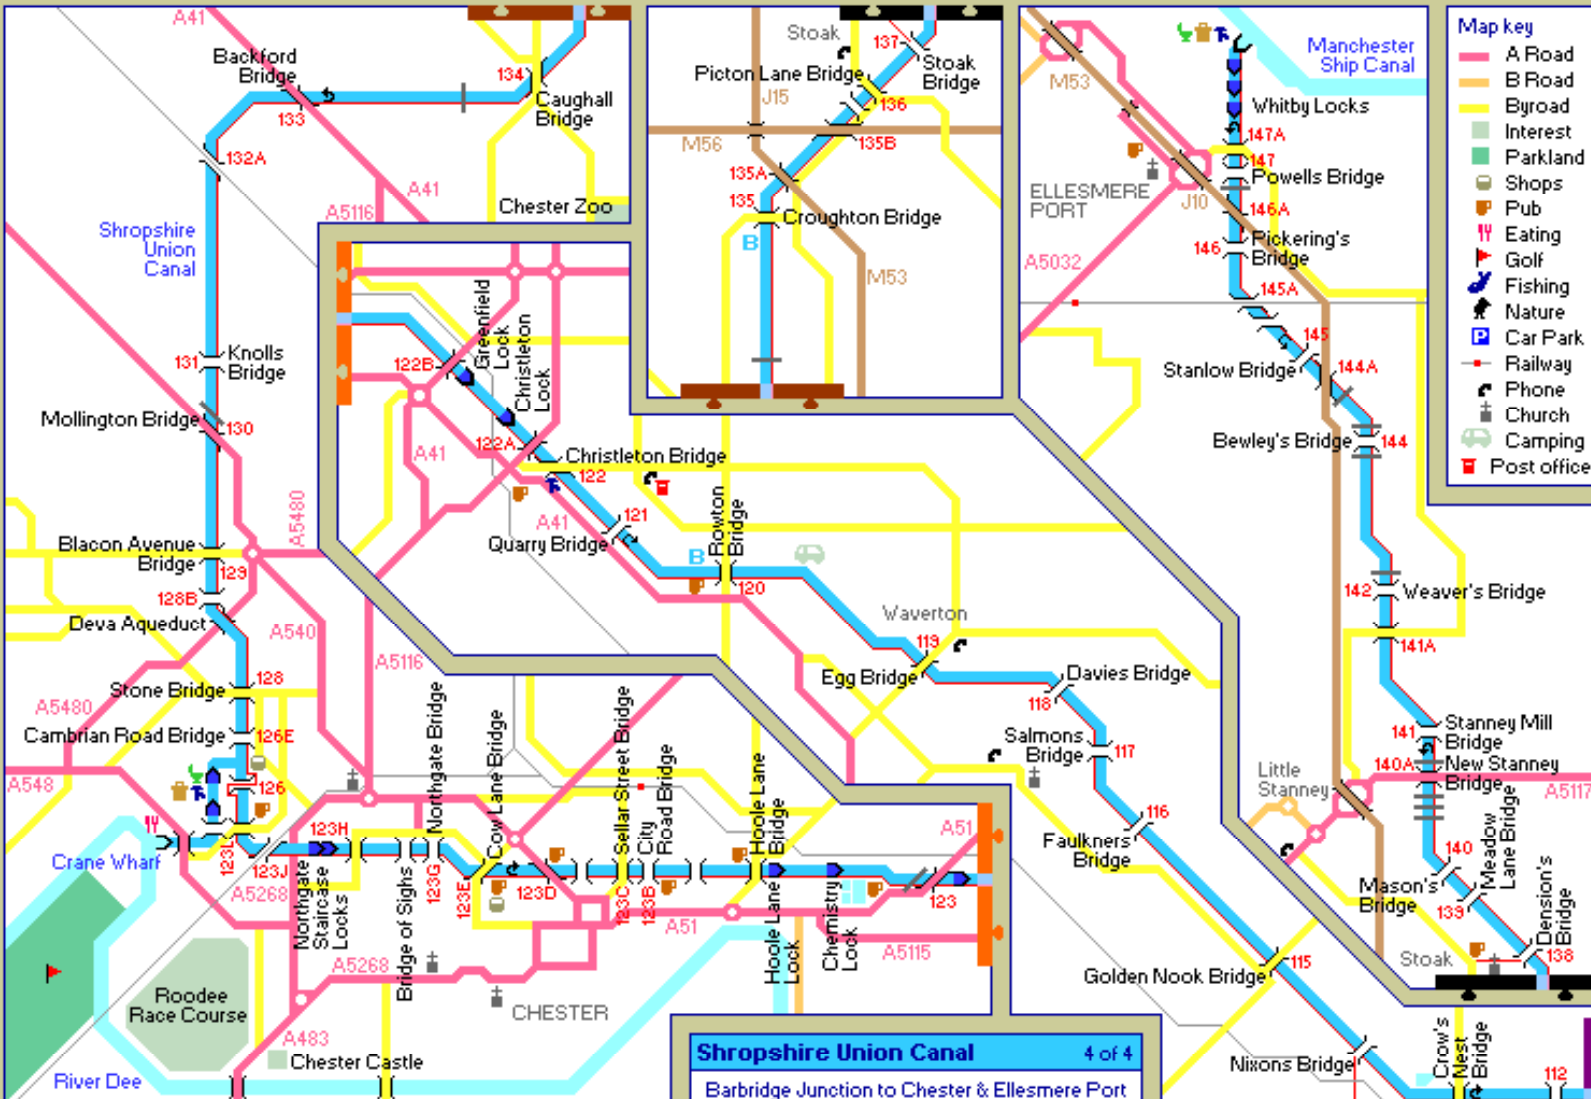 A41
Backford
Bridge
133
134
Caughall
Bridge
132A
A41
A5116
Chester Zoo
Shropshire
Union
Canal
131
Knolls
Bridge
Mollington Bridge
130
A5480
Blacon Avenue
Bridge
129
128B
Deva Aqueduct
A540
A5116
Stone Bridge
128
A5480
Cambrian Road Bridge
126E
A548
126
Crane Wharf
123L
123J
123H
A5268
Northgate
Staircase
Locks
Bridge of Sighs
123G
Northgate Bridge
123E
Cow Lane Bridge
123D
Sellar Street Bridge
123C
City
Road Bridge
123B
Hoole Lane
Bridge
Hoole Lane
Lock
Chemistry
Lock
123
A51
A51
A5115
A5268
CHESTER
Roodee
Race Course
A483
Chester Castle
River Dee
122B
Greenfield
Lock
Christleton
Lock
A41
122A
Christleton Bridge
122
A41
121
Quarry Bridge
B
Rowton
Bridge
120
Waverton
119
Egg Bridge
Davies Bridge
118
Salmons
Bridge
117
116
Faulkners
Bridge
115
Golden Nook Bridge
Nixons Bridge
Crow's
Nest
Bridge
112
Stoak
137
Stoak
Bridge
Picton Lane Bridge
136
J15
M56
135B
135A
135
Croughton Bridge
B
M53
Manchester
Ship Canal
M53
Whitby Locks
147A
147
Powells Bridge
ELLESMERE
PORT
J10
146A
146
Pickering's
Bridge
A5032
145A
145
Stanlow Bridge
144A
Bewley's Bridge
144
142
Weaver's Bridge
141A
141
Stanney Mill
Bridge
140A
New Stanney
Bridge
A5117
Little
Stanney
140
Meadow
Lane Bridge
Mason's
Bridge
139
Dension's
Bridge
138
Stoak
Map key
A Road
B Road
Byroad
Interest
Parkland
Shops
Pub
Eating
Golf
Fishing
Nature
P
Car Park
Railway
Phone
Church
Camping
Post office
Shropshire Union Canal
4 of 4
Barbridge Junction to Chester & Ellesmere Port